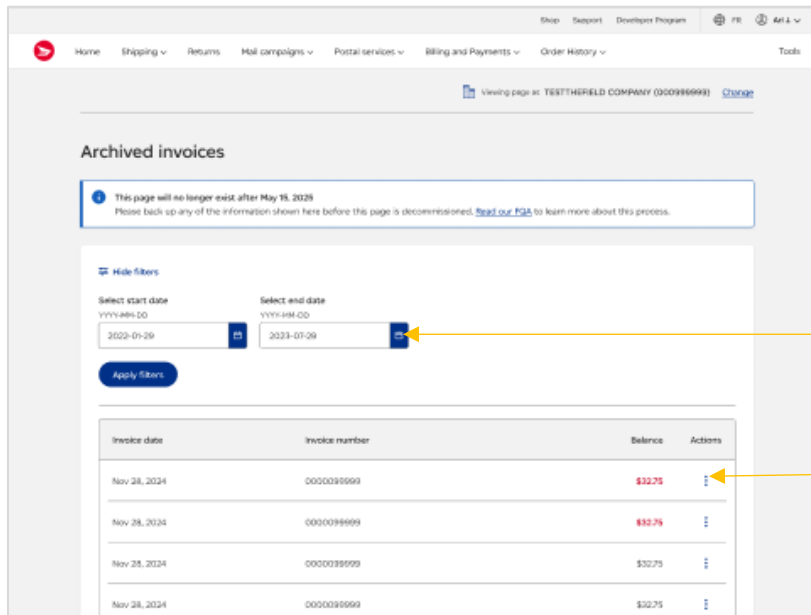 Shop Support Developer Program FR Ari J.
Home Shipping Returns Mail campaigns Postal services Billing and Payments Order History Tools
Viewing page as TESTTHEFIELD COMPANY (000999999) Change
Archived invoices
This page will no longer exist after May 15, 2025
Please back up any of the information shown here before this page is decommissioned. Read our FQA to learn more about this process.
Hide filters
Select start date Select end date
YYYY-MM-DD YYYY-MM-DD
2022-01-29 2023-07-29
Apply filters
Invoice date Invoice number Balance Actions
Nov 28, 2024 0000099999 $32.75
Nov 28, 2024 0000099999 $32.75
Nov 28, 2024 0000099999 $32.75
Nov 28, 2024 0000099999 $32.75